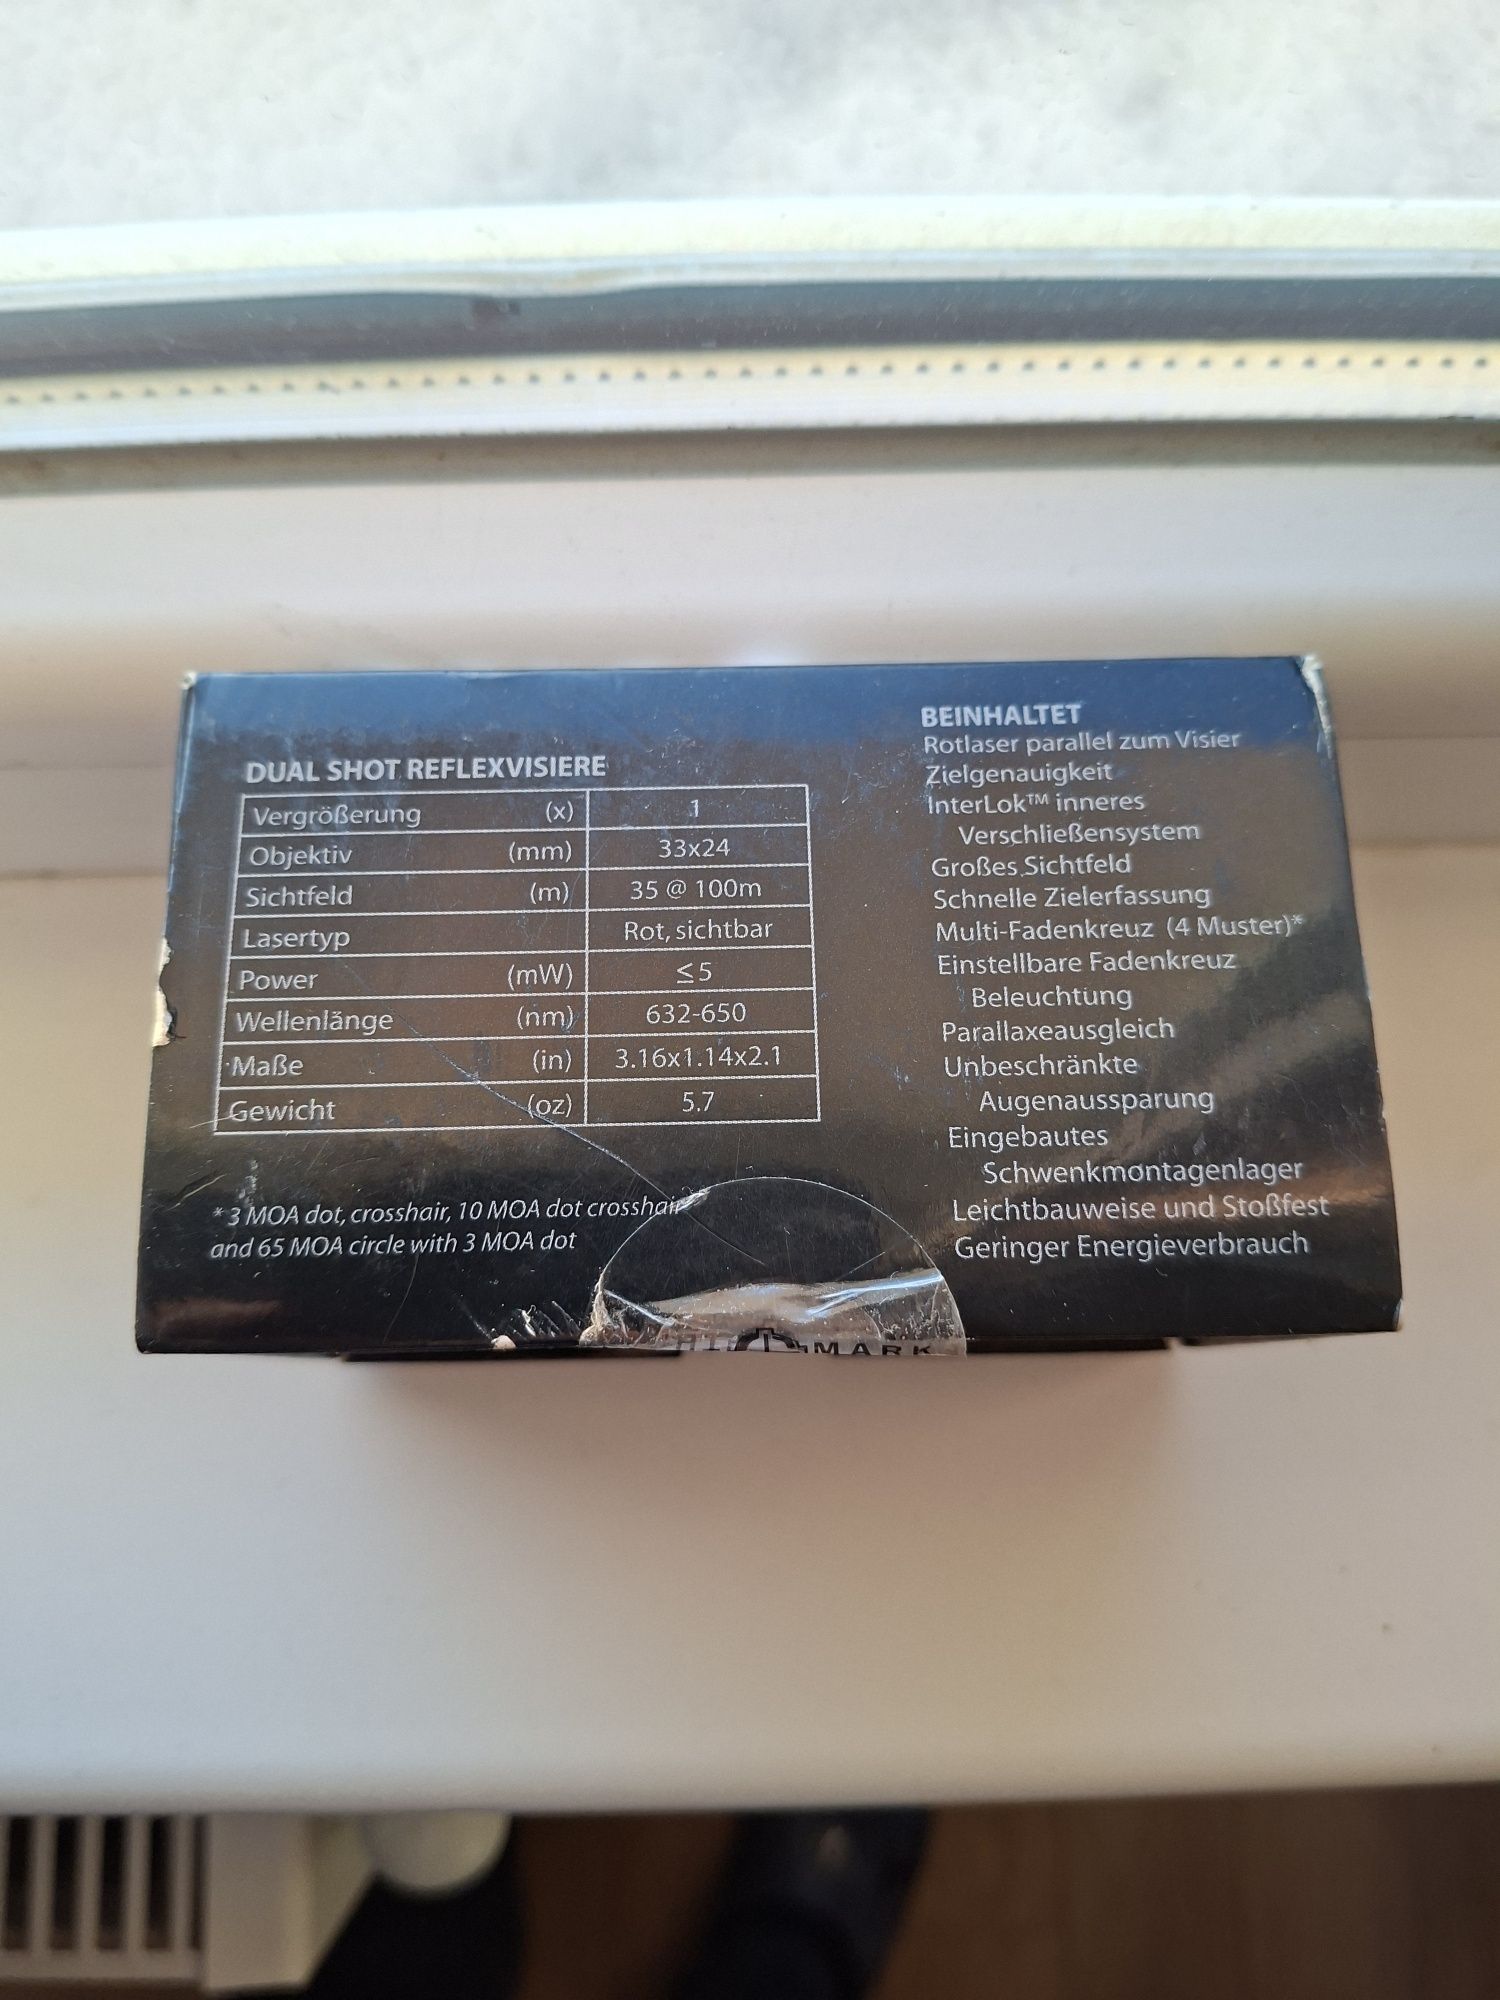 DUAL SHOT REFLEXVISIERE
Vergrößerung (x) 1
Objektiv (mm) 33x24
Sichtfeld (m) 35 @ 100m
Lasertyp Rot, sichtbar
Power (mW) ≤5
Wellenlänge (nm) 632-650
Maße (in) 3.16x1.14x2.1
Gewicht (oz) 5.7
* 3 MOA dot, crosshair, 10 MOA dot crosshair
and 65 MOA circle with 3 MOA dot
BEINHALTET
Rotlaser parallel zum Visier
Zielgenauigkeit
InterLok™ inneres
Verschließensystem
Großes Sichtfeld
Schnelle Zielerfassung
Multi-Fadenkreuz (4 Muster)*
Einstellbare Fadenkreuz
Beleuchtung
Parallaxeausgleich
Unbeschränkte
Augenaussparung
Eingebautes
Schwenkmontagenlager
Leichtbauweise und Stoßfest
Geringer Energieverbrauch
MARK